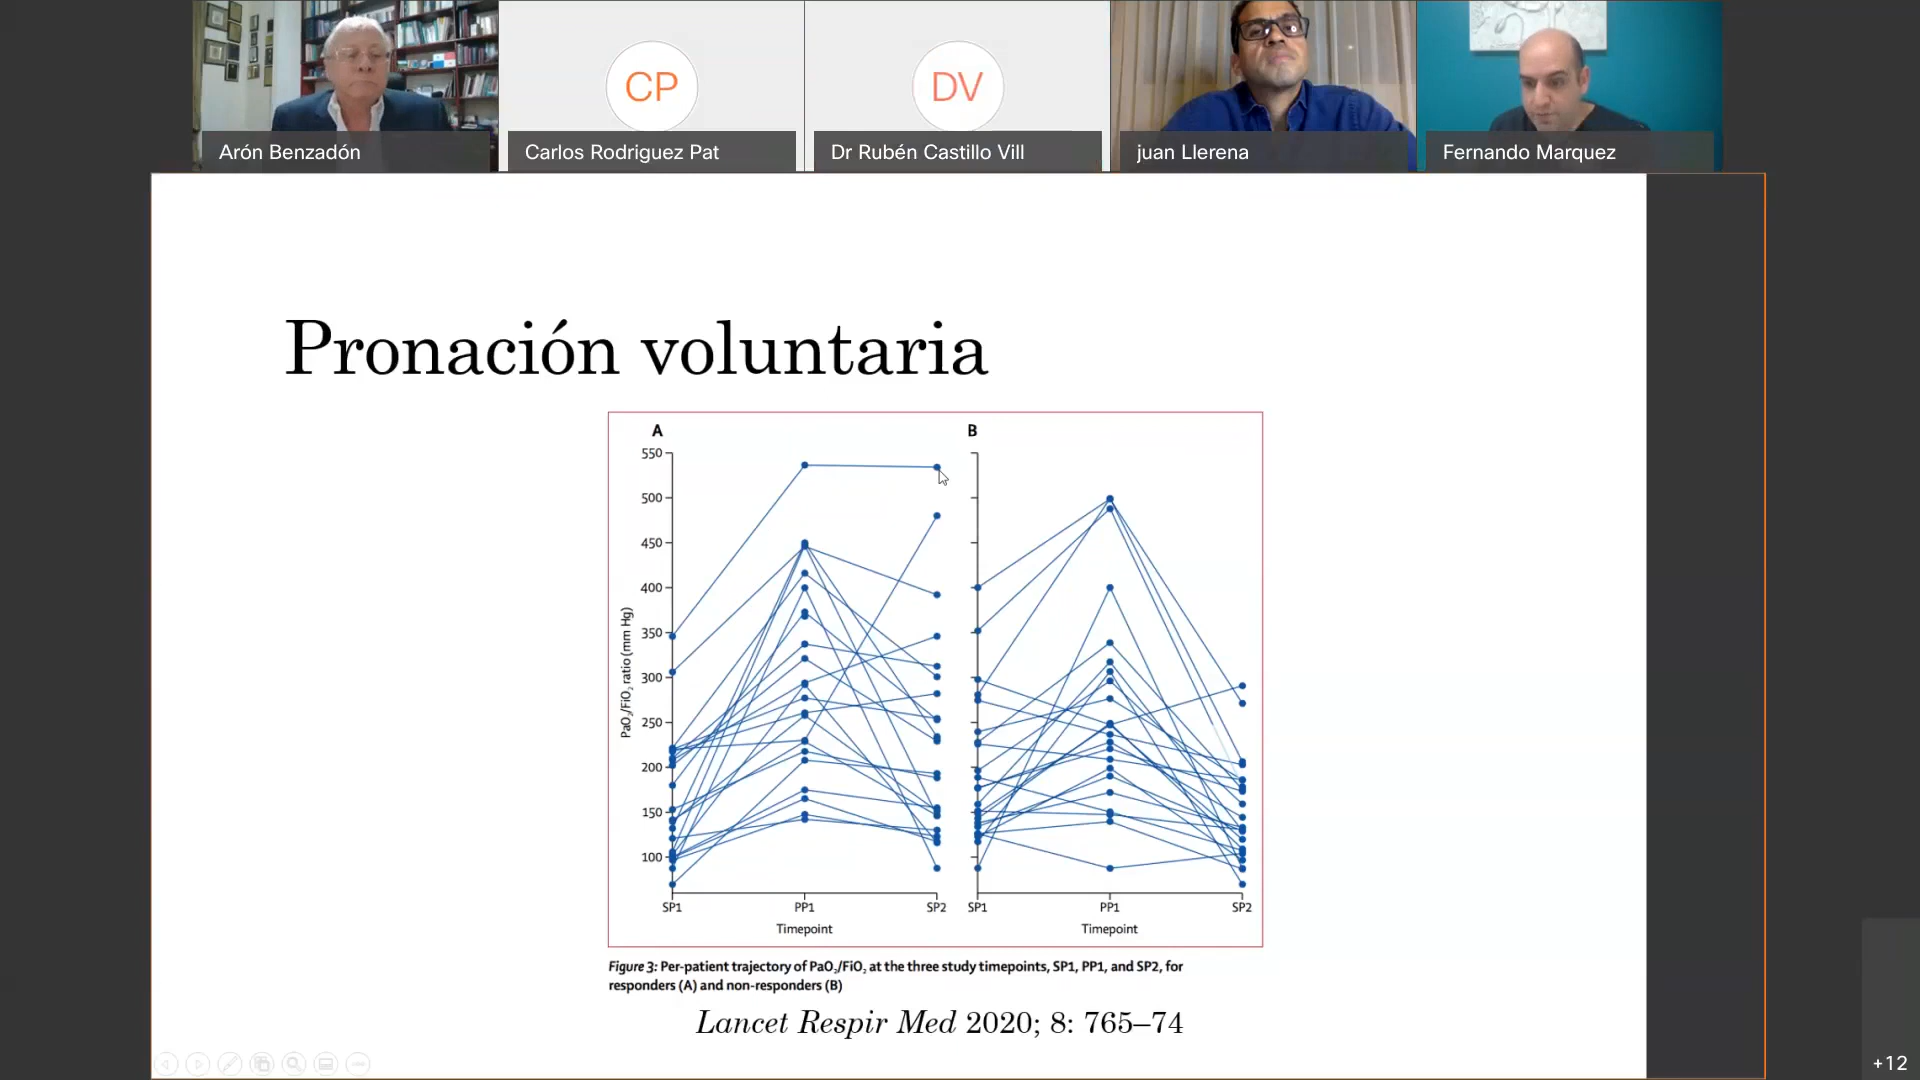 CP
DV
Arón Benzadón
Carlos Rodriguez Pat
Dr Rubén Castillo Vill
juan Llerena
Fernando Marquez
Pronación voluntaria
A
B
550
500
450
400
350
300
250
200
150
100
PaO2/FiO2 ratio (mm Hg)
SP1
PP1
SP2
SP1
PP1
SP2
Timepoint
Timepoint
Figure 3: Per-patient trajectory of PaO2/FiO2 at the three study timepoints, SP1, PP1, and SP2, for
responders (A) and non-responders (B)
Lancet Respir Med 2020; 8: 765–74
+12